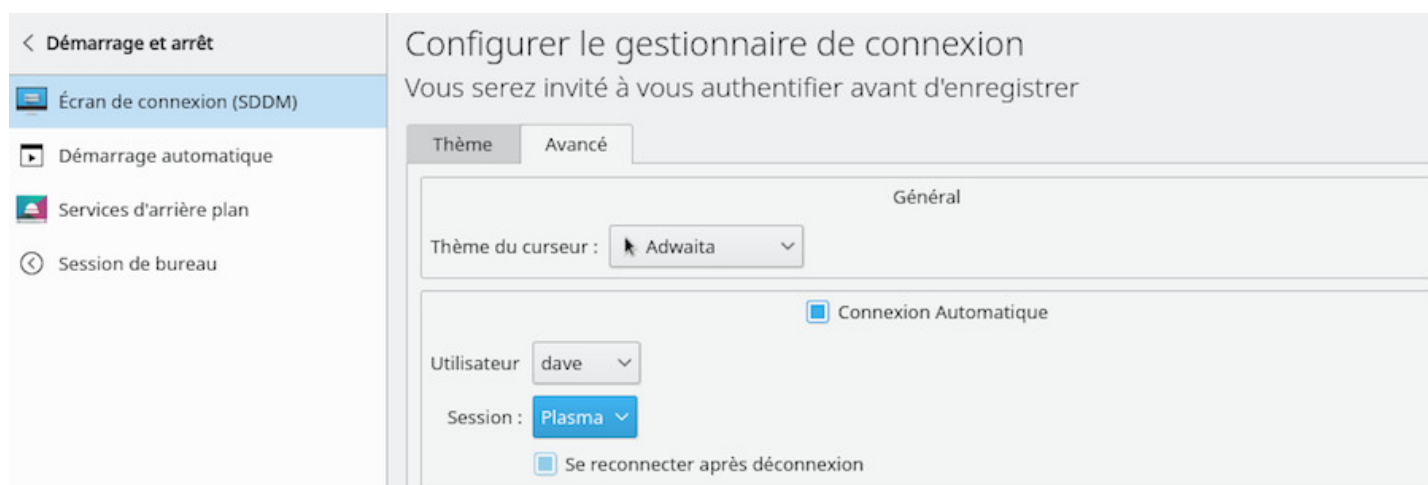 Démarrage et arrêt
Écran de connexion (SDDM)
Démarrage automatique
Services d'arrière plan
Session de bureau
Configurer le gestionnaire de connexion
Vous serez invité à vous authentifier avant d'enregistrer
Thème Avancé
Général
Thème du curseur : Adwaita
Connexion Automatique
Utilisateur dave
Session : Plasma
Se reconnecter après déconnexion